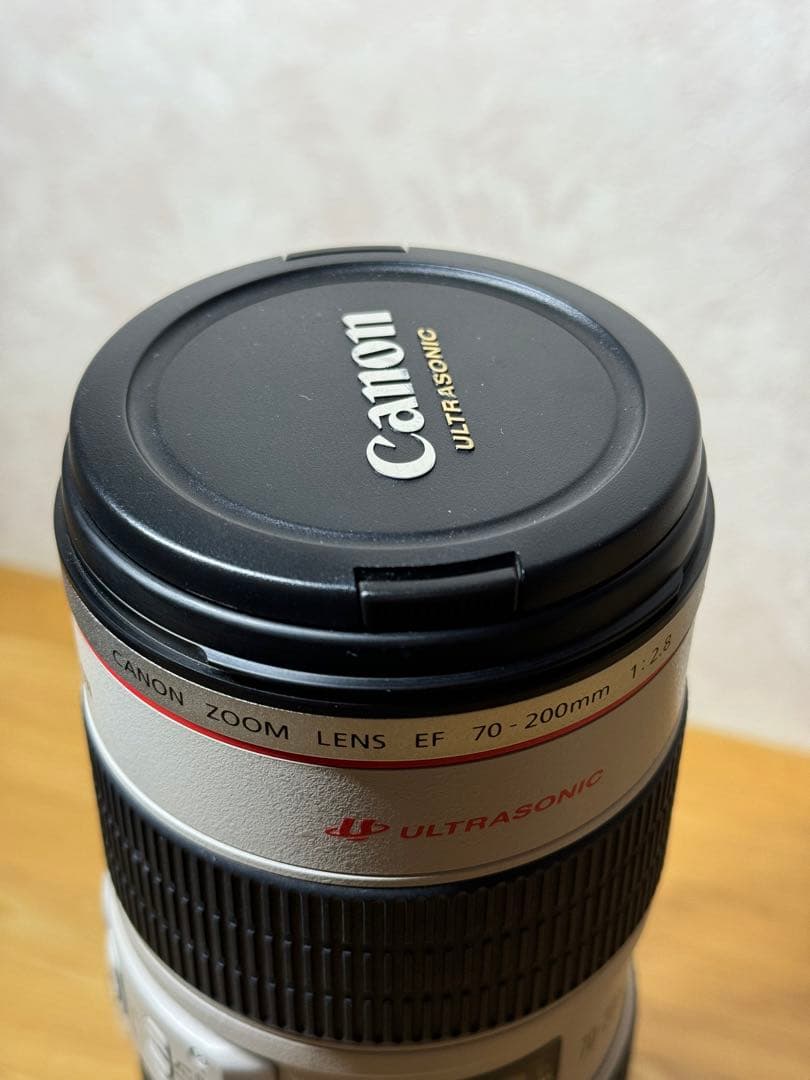 Canon
ULTRASONIC
CANON ZOOM LENS EF 70-200mm 1:2.8
ULTRASONIC